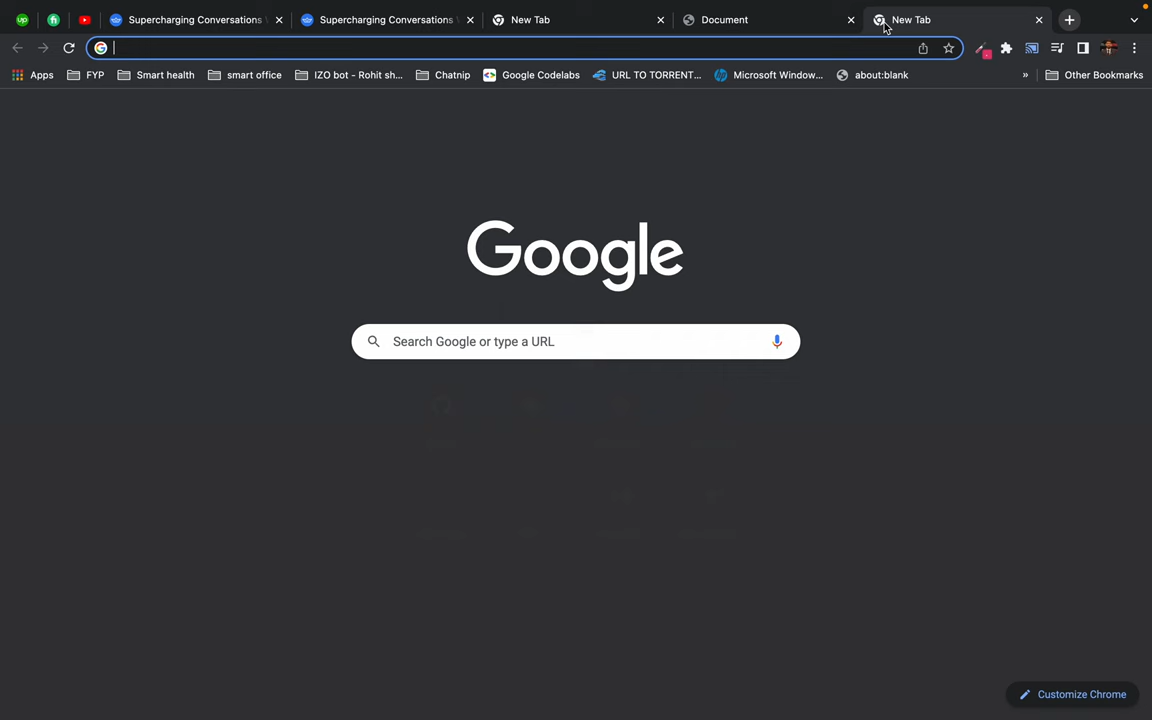 up
Supercharging Conversations
Supercharging Conversations
New Tab
Document
New Tab
Apps
FYP
Smart health
smart office
IZO bot - Rohit sh...
Chatnip
Google Codelabs
URL TO TORRENT...
Microsoft Window...
about:blank
»
Other Bookmarks
Google
Search Google or type a URL
Customize Chrome